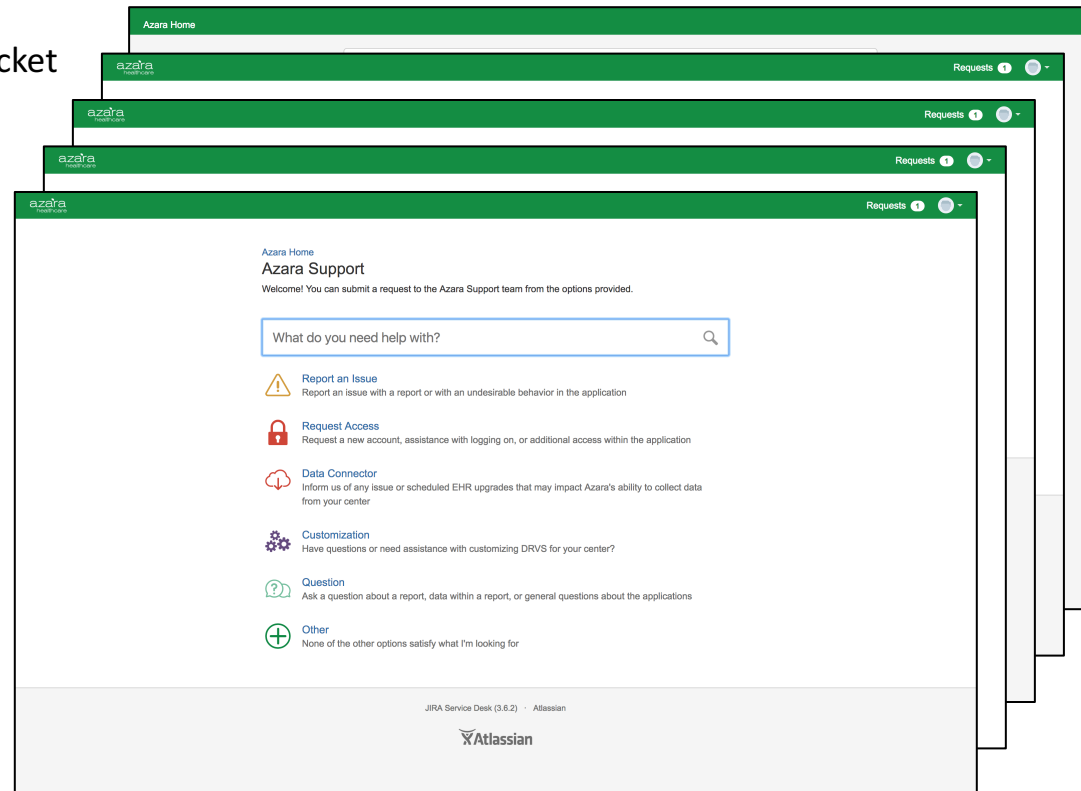 Azara Home
cket
azara
healthcare
Requests 1
azara
healthcare
Requests 1
azara
healthcare
Requests 1
azara
healthcare
Requests 1
Azara Home
Azara Support
Welcome! You can submit a request to the Azara Support team from the options provided.
What do you need help with?
Report an Issue
Report an issue with a report or with an undesirable behavior in the application
Request Access
Request a new account, assistance with logging on, or additional access within the application
Data Connector
Inform us of any issue or scheduled EHR upgrades that may impact Azara's ability to collect data
from your center
Customization
Have questions or need assistance with customizing DRVS for your center?
Question
Ask a question about a report, data within a report, or general questions about the applications
Other
None of the other options satisfy what I'm looking for
JIRA Service Desk (3.6.2) · Atlassian
Atlassian